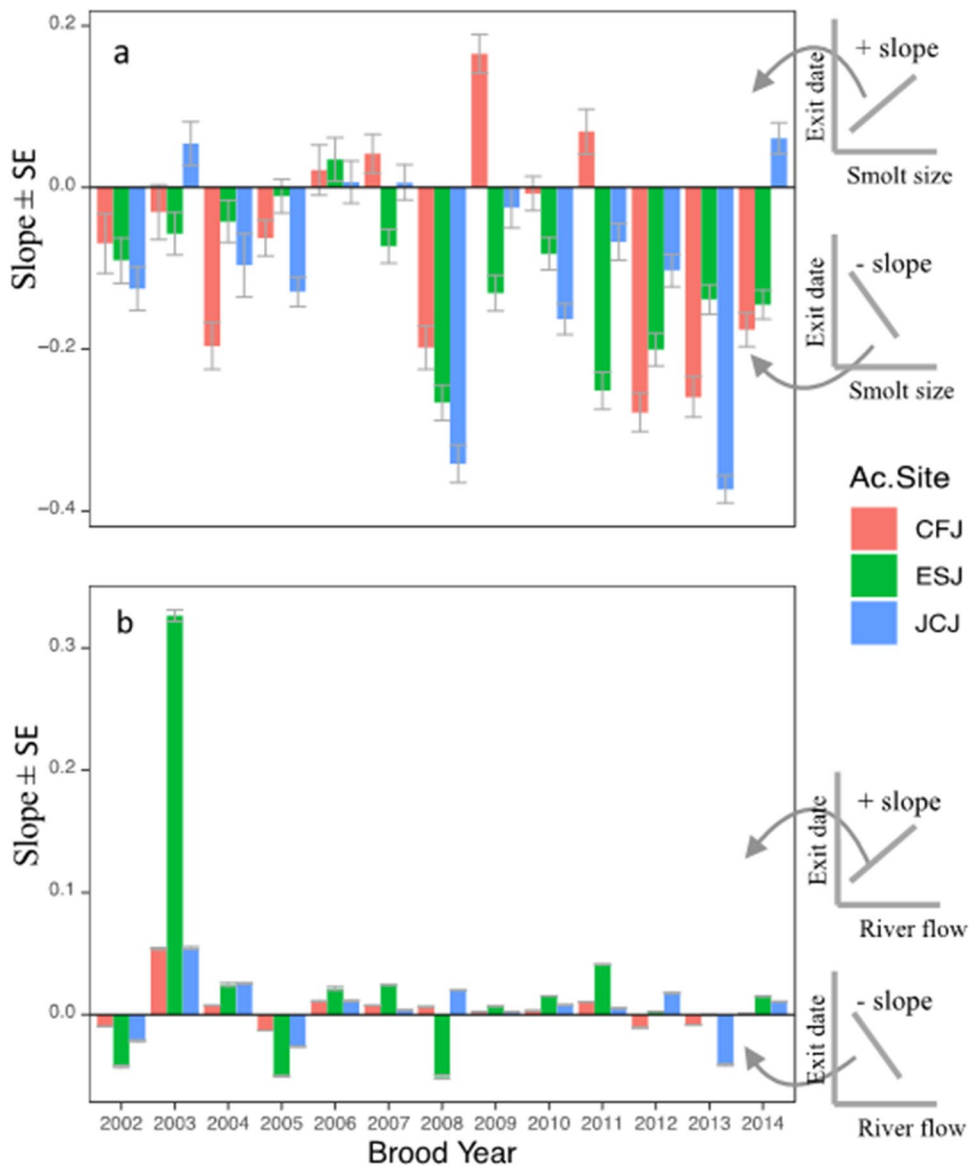 a
0.2
0.0
−0.2
−0.4
Slope ± SE
Exit date
+ slope
Smolt size
Exit date
- slope
Smolt size
Ac.Site
CFJ
ESJ
JCJ
b
0.3
0.2
0.1
0.0
Slope ± SE
Exit date
+ slope
River flow
Exit date
- slope
River flow
2002 2003 2004 2005 2006 2007 2008 2009 2010 2011 2012 2013 2014
Brood Year